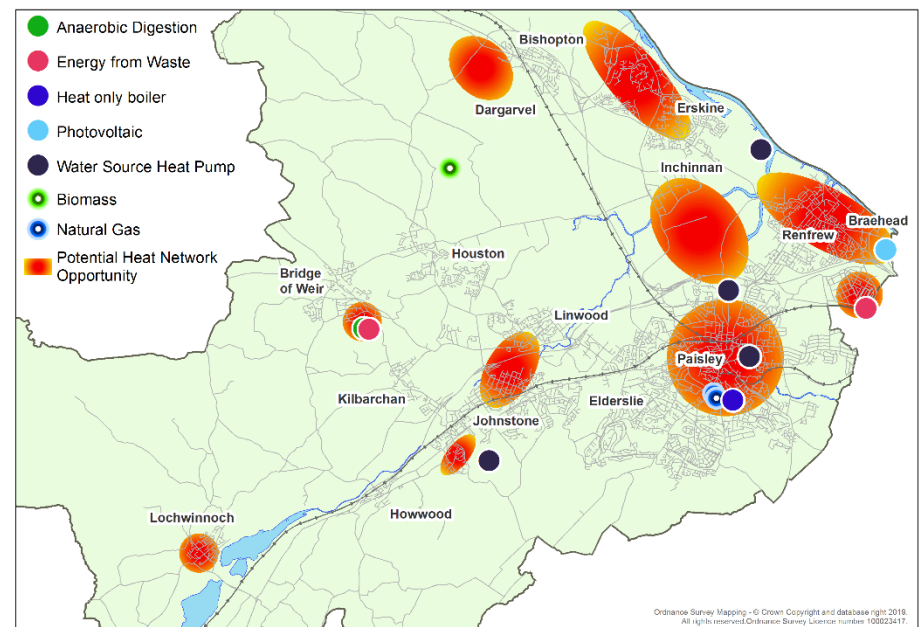 Anaerobic Digestion
Energy from Waste
Heat only boiler
Photovoltaic
Water Source Heat Pump
Biomass
Natural Gas
Potential Heat Network
Opportunity
Bishopton
Dargarvel
Erskine
Inchinnan
Braehead
Renfrew
Houston
Bridge
of Weir
Linwood
Paisley
Kilbarchan
Elderslie
Johnstone
Howwood
Lochwinnoch
Ordnance Survey Mapping - © Crown Copyright and database right 2019.
All rights reserved.Ordnance Survey Licence number 100023417.